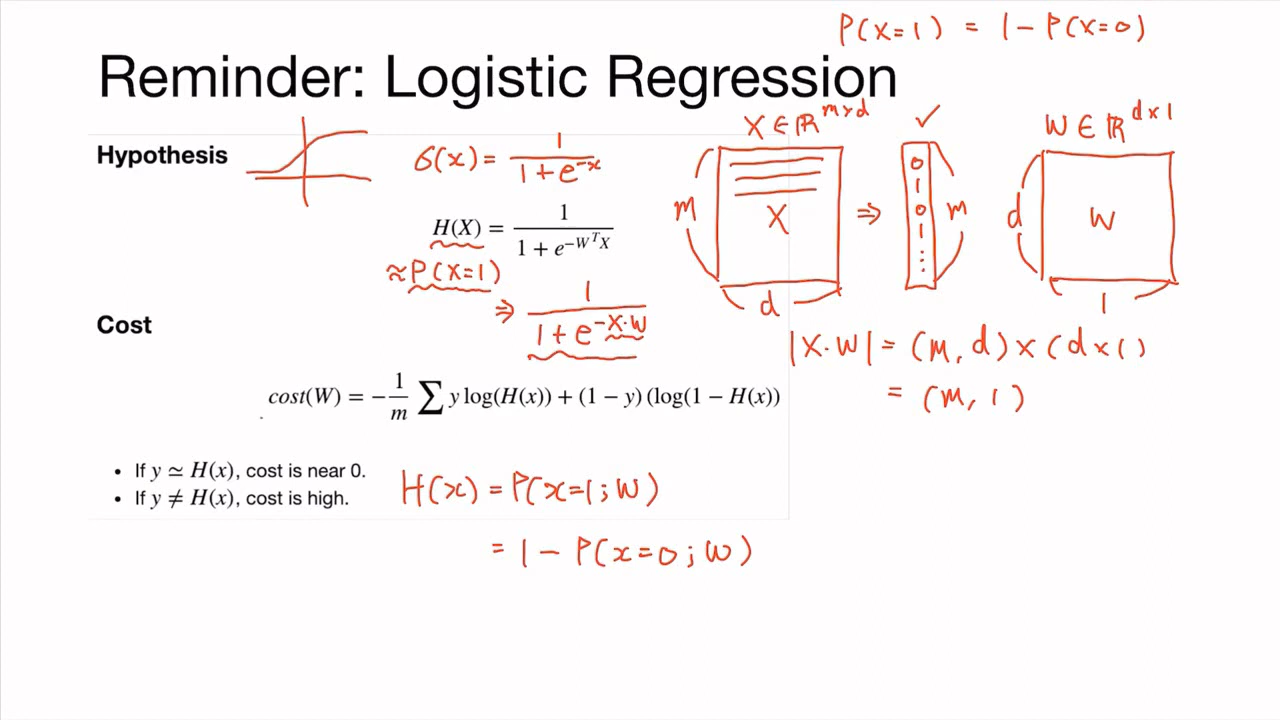 P(X=1) = 1 - P(X=0)
Reminder: Logistic Regression
X ∈ ℝ^{m×d} ✓ W ∈ ℝ^{d×1}
Hypothesis
σ(x) = 1 / (1 + e^{-x})
m X d ⇒ 0 1 0 1 ⋮ m
d W 1
H(X) = 1 / (1 + e^{-W^T X})
≈ P(X=1)
⇒ 1 / (1 + e^{-X·W})
Cost
|X·W| = (m, d) × (d×1)
= (m, 1)
cost(W) = -1/m ∑ y log(H(x)) + (1 − y) (log(1 − H(x))
• If y ≃ H(x), cost is near 0.
• If y ≠ H(x), cost is high.
H(x) = P(x=1; W)
= 1 - P(x=0; W)